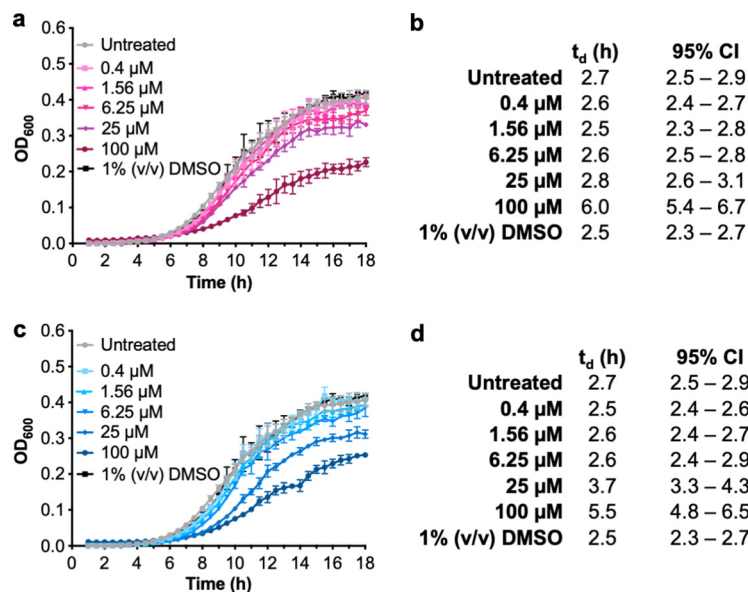 a
Untreated
0.4 µM
1.56 µM
6.25 µM
25 µM
100 µM
1% (v/v) DMSO
OD600
0.6
0.5
0.4
0.3
0.2
0.1
0.0
0 2 4 6 8 10 12 14 16 18
Time (h)
b
td (h) 95% CI
Untreated 2.7 2.5 – 2.9
0.4 µM 2.6 2.4 – 2.7
1.56 µM 2.5 2.3 – 2.8
6.25 µM 2.6 2.5 – 2.8
25 µM 2.8 2.6 – 3.1
100 µM 6.0 5.4 – 6.7
1% (v/v) DMSO 2.5 2.3 – 2.7
c
Untreated
0.4 µM
1.56 µM
6.25 µM
25 µM
100 µM
1% (v/v) DMSO
OD600
0.6
0.5
0.4
0.3
0.2
0.1
0.0
0 2 4 6 8 10 12 14 16 18
Time (h)
d
td (h) 95% CI
Untreated 2.7 2.5 – 2.9
0.4 µM 2.5 2.4 – 2.6
1.56 µM 2.6 2.4 – 2.7
6.25 µM 2.6 2.4 – 2.9
25 µM 3.7 3.3 – 4.3
100 µM 5.5 4.8 – 6.5
1% (v/v) DMSO 2.5 2.3 – 2.7